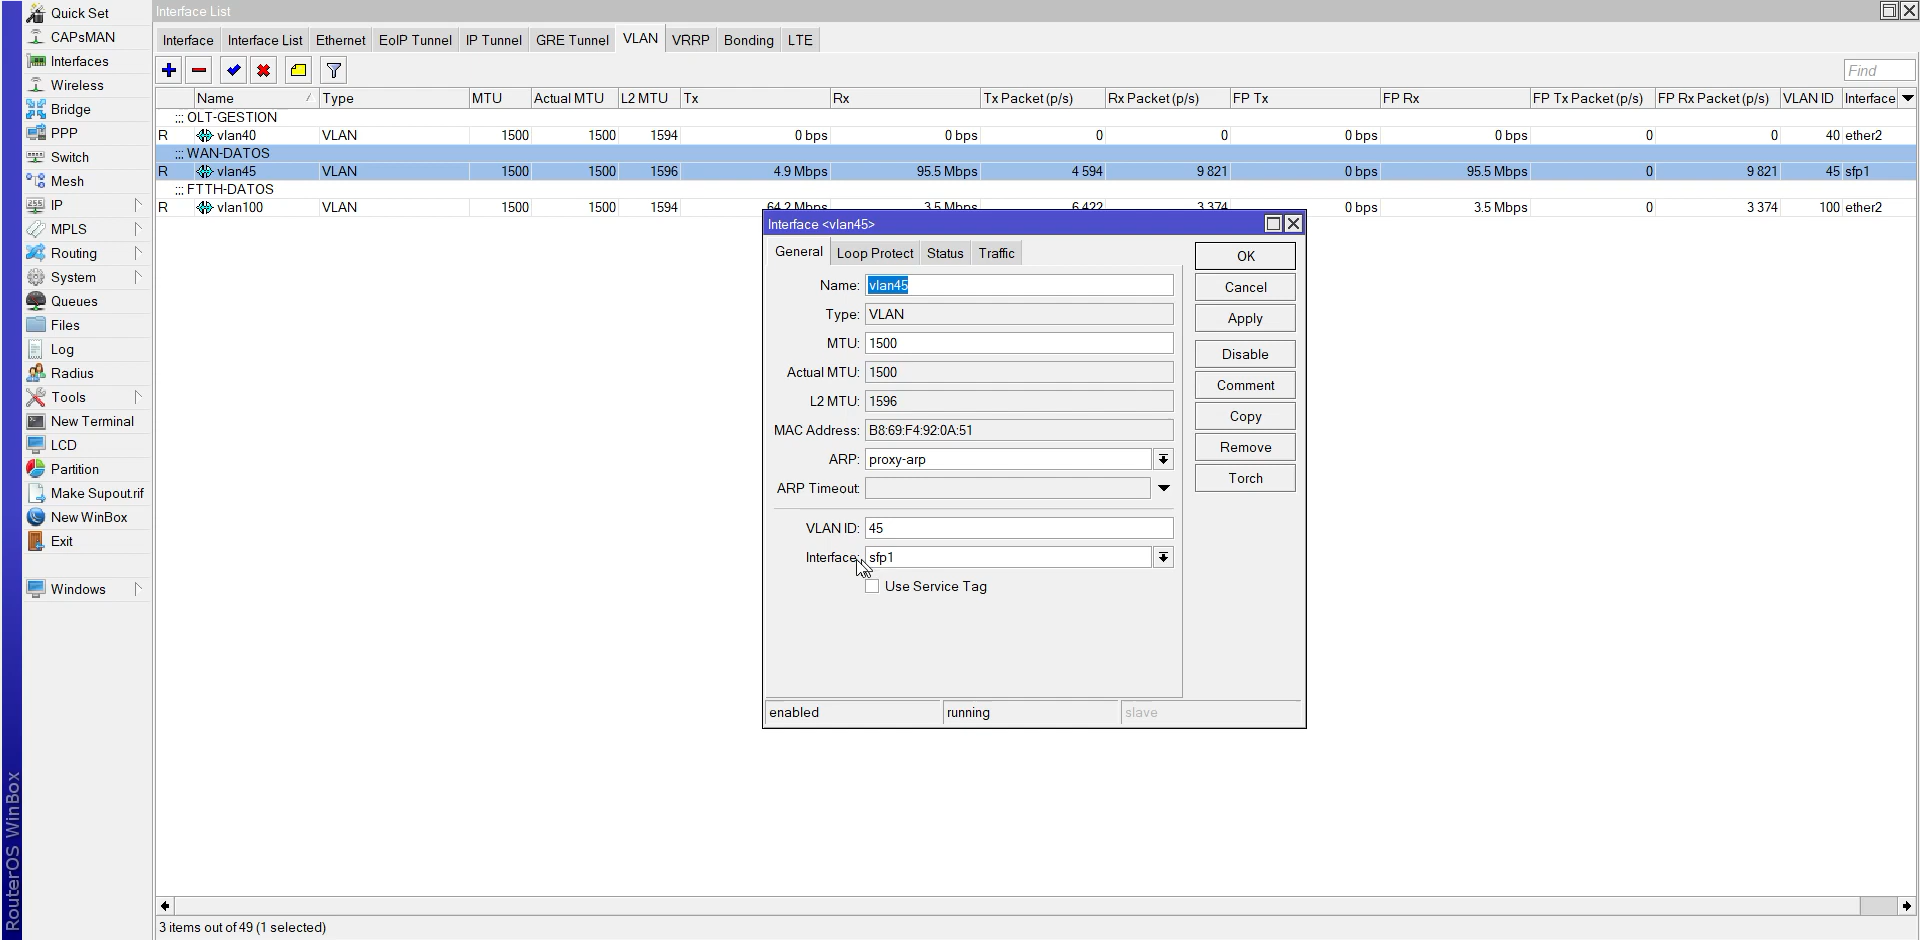 Interface List
Quick Set
CAPsMAN
Interfaces
Wireless
Bridge
PPP
Switch
Mesh
IP
MPLS
Routing
System
Queues
Files
Log
Radius
Tools
New Terminal
LCD
Partition
Make Supout.rif
New WinBox
Exit
Windows
RouterOS WinBox
Interface Interface List Ethernet EoIP Tunnel IP Tunnel GRE Tunnel VLAN VRRP Bonding LTE
Find
Name Type MTU Actual MTU L2 MTU Tx Rx Tx Packet (p/s) Rx Packet (p/s) FP Tx FP Rx FP Tx Packet (p/s) FP Rx Packet (p/s) VLAN ID Interface
;;; OLT-GESTION
R vlan40 VLAN 1500 1500 1594 0 bps 0 bps 0 0 0 bps 0 bps 0 0 40 ether2
;;; WAN-DATOS
R vlan45 VLAN 1500 1500 1596 4.9 Mbps 95.5 Mbps 4 594 9 821 0 bps 95.5 Mbps 0 9 821 45 sfp1
;;; FTTH-DATOS
R vlan100 VLAN 1500 1500 1594 64.2 Mbps 3.5 Mbps 6 422 3 374 0 bps 3.5 Mbps 0 3 374 100 ether2
Interface <vlan45>
General Loop Protect Status Traffic
Name: vlan45
Type: VLAN
MTU: 1500
Actual MTU: 1500
L2 MTU: 1596
MAC Address: B8:69:F4:92:0A:51
ARP: proxy-arp
ARP Timeout:
VLAN ID: 45
Interface: sfp1
Use Service Tag
OK
Cancel
Apply
Disable
Comment
Copy
Remove
Torch
enabled running slave
3 items out of 49 (1 selected)